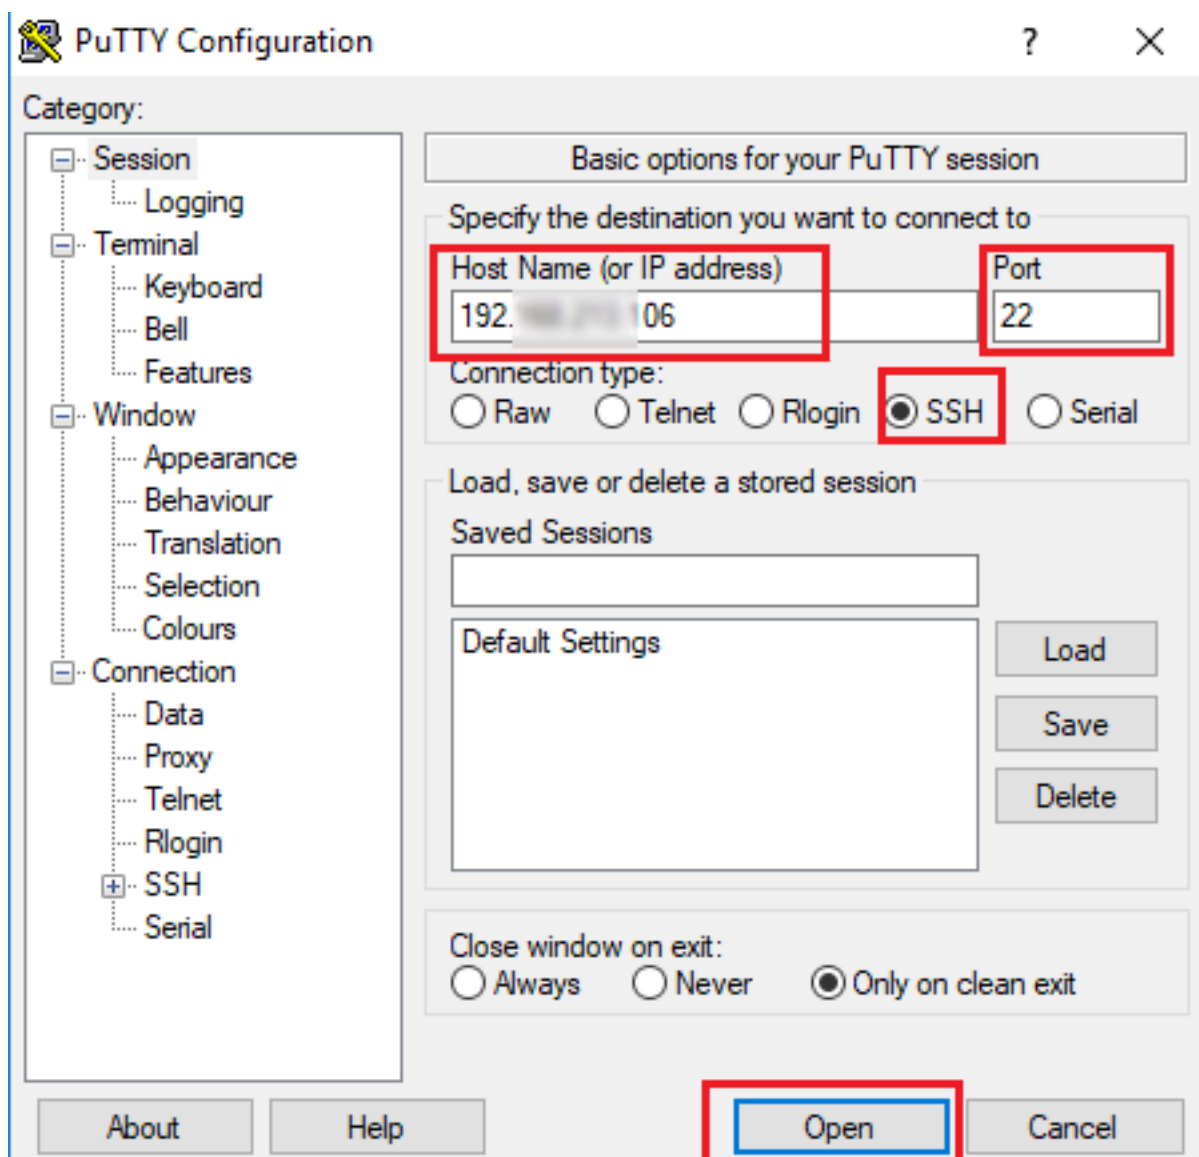 PuTTY Configuration
?
Category:
Session
Logging
Terminal
Keyboard
Bell
Features
Window
Appearance
Behaviour
Translation
Selection
Colours
Connection
Data
Proxy
Telnet
Rlogin
SSH
Serial
Basic options for your PuTTY session
Specify the destination you want to connect to
Host Name (or IP address) Port
192. 06 22
Connection type:
Raw Telnet Rlogin SSH Serial
Load, save or delete a stored session
Saved Sessions
Default Settings
Load
Save
Delete
Close window on exit:
Always Never Only on clean exit
About Help Open Cancel